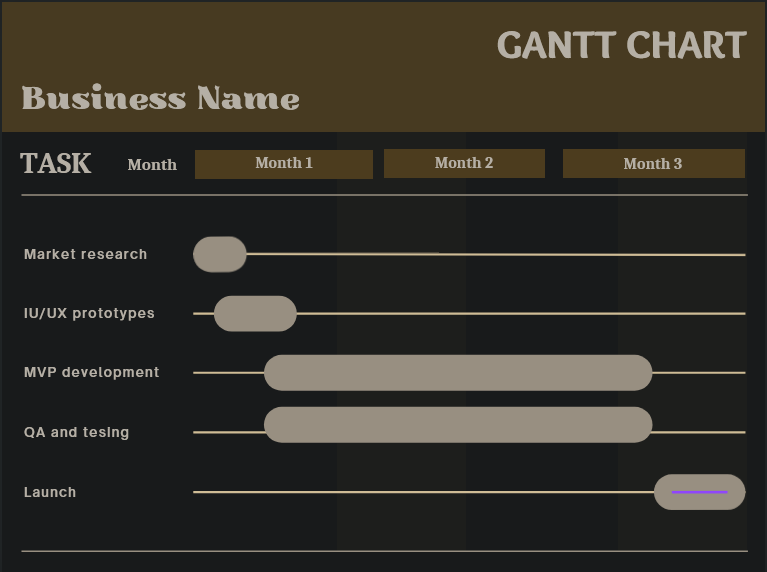 GANTT CHART
Business Name
TASK Month Month 1 Month 2 Month 3
Market research
IU/UX prototypes
MVP development
QA and tesing
Launch